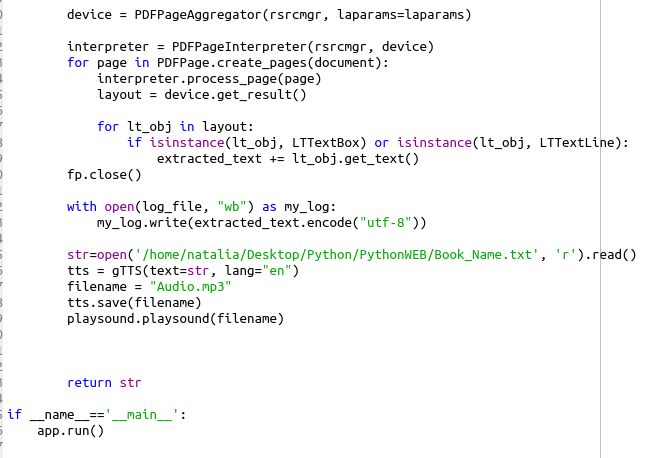 device = PDFPageAggregator(rsrcmgr, laparams=laparams)
interpreter = PDFPageInterpreter(rsrcmgr, device)
for page in PDFPage.create_pages(document):
interpreter.process_page(page)
layout = device.get_result()
for lt_obj in layout:
if isinstance(lt_obj, LTTextBox) or isinstance(lt_obj, LTTextLine):
extracted_text += lt_obj.get_text()
fp.close()
with open(log_file, "wb") as my_log:
my_log.write(extracted_text.encode("utf-8"))
str=open('/home/natalia/Desktop/Python/PythonWEB/Book_Name.txt', 'r').read()
tts = gTTS(text=str, lang="en")
filename = "Audio.mp3"
tts.save(filename)
playsound.playsound(filename)
return str
if __name__=='__main__':
app.run()